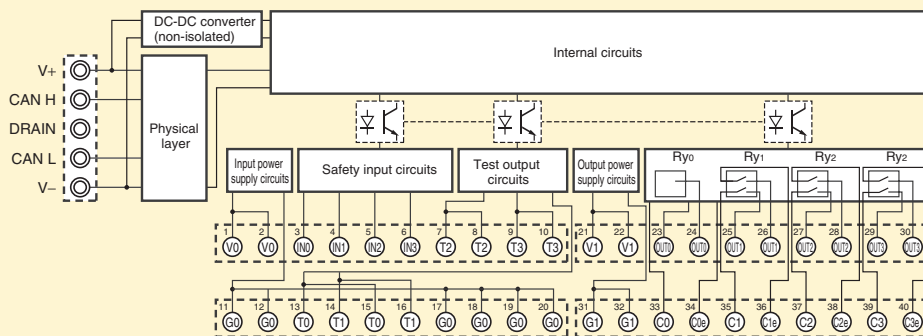 DC-DC converter
(non-isolated)
Internal circuits
V+
CAN H
DRAIN
CAN L
V–
Physical
layer
Input power
supply circuits
Safety input circuits
Test output
circuits
Output power
supply circuits
Ry0 Ry1 Ry2 Ry2
1 2 3 4 5 6 7 8 9 10
V0 V0 IN0 IN1 IN2 IN3 T2 T2 T3 T3
21 22 23 24 25 26 27 28 29 30
V1 V1 OUT0 OUT0 OUT1 OUT1 OUT2 OUT2 OUT3 OUT3
11 12 13 14 15 16 17 18 19 20
G0 G0 T0 T1 T0 T1 G0 G0 G0 G0
31 32 33 34 35 36 37 38 39 40
G1 G1 C0 C0e C1 C1e C2 C2e C3